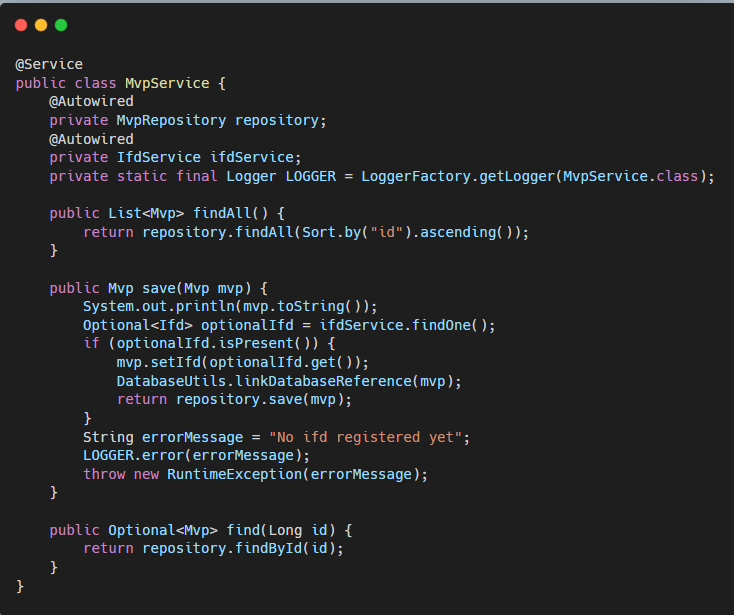 @Service
public class MvpService {
    @Autowired
    private MvpRepository repository;
    @Autowired
    private IfdService ifdService;
    private static final Logger LOGGER = LoggerFactory.getLogger(MvpService.class);

    public List<Mvp> findAll() {
        return repository.findAll(Sort.by("id").ascending());
    }

    public Mvp save(Mvp mvp) {
        System.out.println(mvp.toString());
        Optional<Ifd> optionalIfd = ifdService.findOne();
        if (optionalIfd.isPresent()) {
            mvp.setIfd(optionalIfd.get());
            DatabaseUtils.linkDatabaseReference(mvp);
            return repository.save(mvp);
        }
        String errorMessage = "No ifd registered yet";
        LOGGER.error(errorMessage);
        throw new RuntimeException(errorMessage);
    }

    public Optional<Mvp> find(Long id) {
        return repository.findById(id);
    }
}